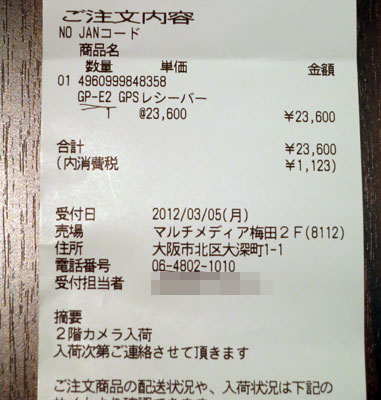 ご注文内容
NO JANコード
商品名
数量 単価 金額
01 4960999848358
GP-E2 GPSレシーバー
1 @23,600 ¥23,600
合計 ¥23,600
(内消費税 ¥1,123)
受付日 2012/03/05(月)
売場 マルチメディア梅田2F(8112)
住所 大阪市北区大深町1-1
電話番号 06-4802-1010
受付担当者
摘要
2階カメラ入荷
入荷次第ご連絡させて頂きます
ご注文商品の配送状況や、入荷状況は下記の